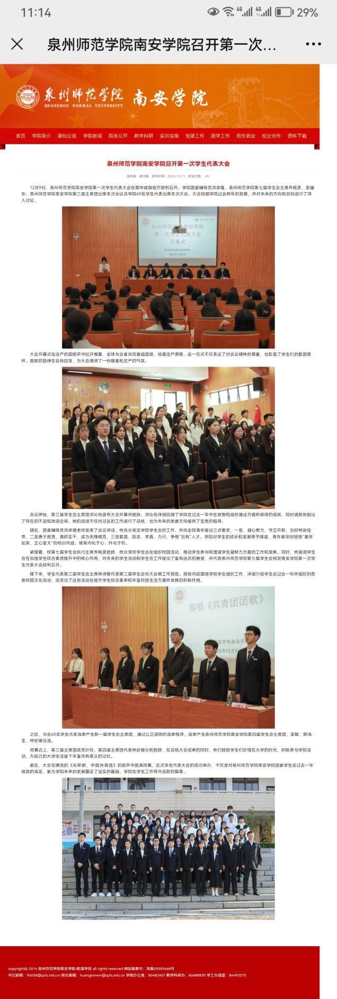 11:14
4G 4G 29%
泉州师范学院南安学院召开第一次...
泉州师范学院 南安学院
QUANZHOU NORMAL UNIVERSITY
首页 学院简介 通知公告 学院新闻 院务公开 教学科研 实训实操 党建工作 团学工作 招生就业 校企合作 资料下载
泉州师范学院南安学院召开第一次学生代表大会
发布者：谢光毅 发布时间：2023-12-11 浏览次数：65
12月9日，泉州师范学院南安学院第一次学生代表大会在黄仲咸报告厅顺利召开。学院团委辅导员洪承隆、泉州师范学院第七届学生会主席乔艳彦、吴耀
东、泉州师范学院南安学院第三届主席团出席本次会议及学院65名学生代表出席本次大会。大会回顾学院过去两年的发展，并对未来的方向和目标进行了深
入讨论。
泉州师范学院南安学院
第一次学生代表大会
开幕式
泉州师范学院南安学院
2023年12月9日
大会开幕式在庄严的国歌声中拉开帷幕，全体与会者共同奏唱国歌，场面庄严肃穆。这一仪式不仅表达了对会议精神的尊重，也彰显了学生们的爱国情
怀。国歌的旋律在会场回荡，为大会增添了一份隆重和庄严的气氛。
会议伊始，第三届学生会主席团洪沁怡宣布大会开幕并致辞。洪沁怡详细回顾了学院在过去一年中在思想和组织建设方面所取得的成就，同时诚恳地指出
了存在的不足和改进空间。她的话语不仅对过去的工作进行了总结，也为未来的发展方向提供了宝贵的指导。
随后，团委辅导员洪承隆老师发表了会议讲话，他充分肯定学院学生会的工作，并向全院青年提出三点要求，一是，凝心聚力，守正开新，当好桥梁纽
带，二是勇于担责，真抓实干，成为先锋模范，三是爱国、励志、求真、力行，争做“五有”人才。学院对学生的成长和发展寄予厚望，青年要深刻领悟“善学
如泉，正心至大”的校训内涵，使其内化于心、外化于形。
紧接着，校第七届学生会执行主席乔艳彦致辞，他分享校学生会在组织校园活动、推动学生参与和增强学生凝聚力方面的工作和成果。同时，他强调学生
会在加强学生综合素质提升中的核心作用，对未来的学生活动和学生会工作提出了富有远见的展望，并代表泉州师范学院第七届学生会祝贺南安学院第一次学
生代表大会顺利召开。
接下来，学生代表第三届学生会主席林诗敏代表第三届学生会向大会做工作报告。报告内容围绕学院学生组织工作，详细介绍学生会过去一年所组织的各
类校园文化活动，还突出了这些活动在提升学生综合素养和丰富校园生活方面所发挥的积极作用。
奏唱《共青团团歌》
范学院南安学
23年12月9
之后，与会65名学生代表选举产生新一届学生会主席团，通过公正透明的选举程序，选举产生泉州师范学院南安学院第四届学生会主席团，吴敏、赖泽
生、林妙珊当选。
闭幕式上，第三届主席团成员叶玲、第四届主席团代表林妙珊分别致辞，在总结大会成果的同时，他们鼓励学生们珍惜在大学的时光，积极参与学院活
动，为自己的大学生活留下丰富而有意义的记忆。
最后，大会在嘹亮的《光荣啊，中国共青团》的歌声中圆满闭幕，这次学生代表大会的成功举办，不仅是对泉州师范学院南安学院团委学生会过去一年
成就的肯定，更为学院未来的发展奠定了坚实的基础，学院在学生工作将开启新的篇章。
copyright© 2014 泉州师范学院南安学院/航海学院 all rights reserved 网站备案号：闽备05005468号
书记邮箱：96030@qztc.edu.cn 院长邮箱：huangkmwm@qztc.edu.cn 学院办公室：86482401 教学科研办：86488835 学工办团委：86492075